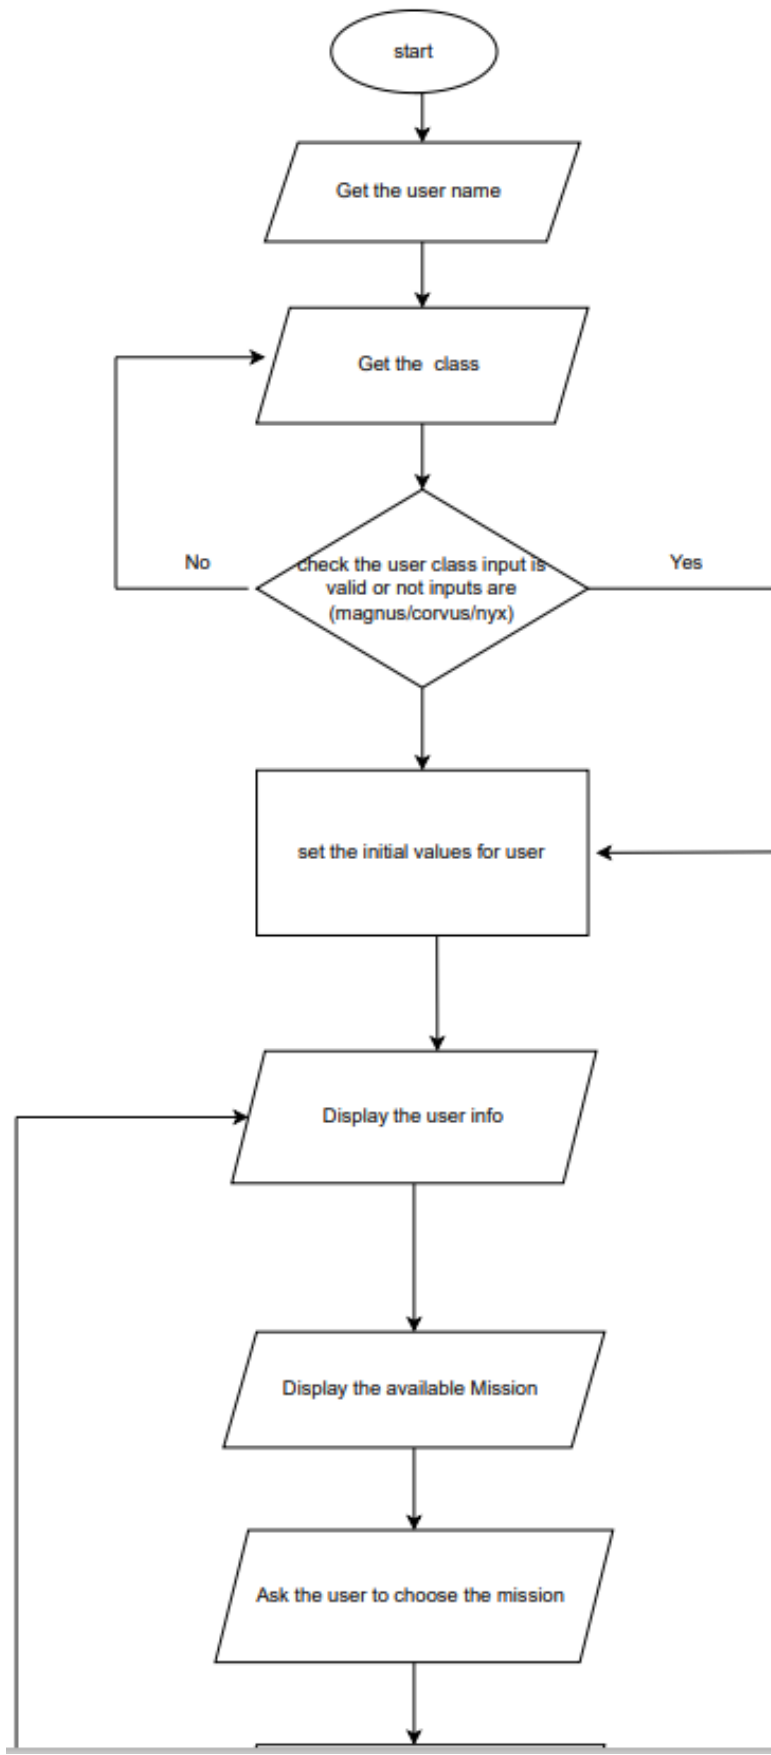 start
Get the user name
Get the  class
No
check the user class input is
valid or not inputs are
(magnus/corvus/nyx)
Yes
set the initial values for user
Display the user info
Display the available Mission
Ask the user to choose the mission